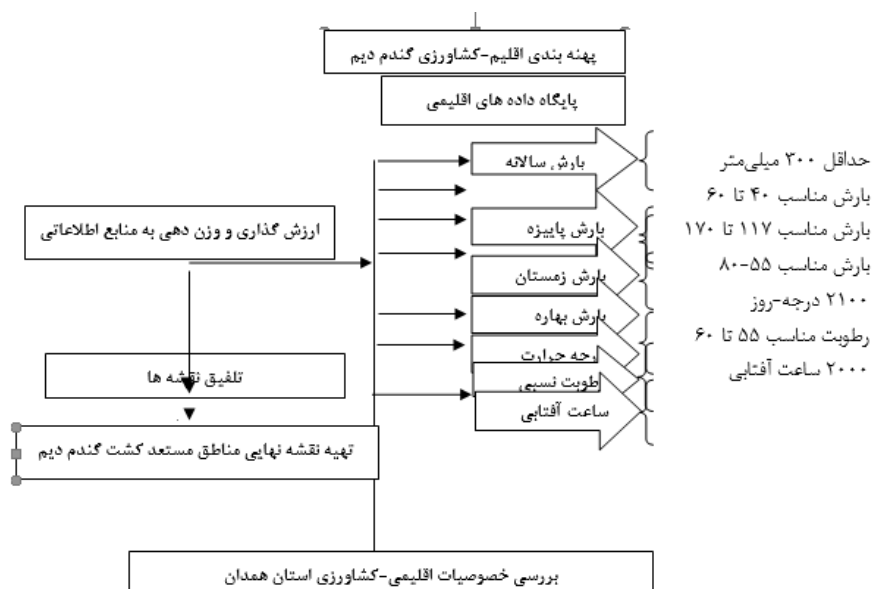 پهنه بندی اقلیم-کشاورزی گندم دیم
پایگاه داده های اقلیمی
بارش سالانه
حداقل ۳۰۰ میلی‌متر
بارش مناسب ۴۰ تا ۶۰
بارش پاییزه
بارش مناسب ۱۱۷ تا ۱۷۰
ارزش گذاری و وزن دهی به منابع اطلاعاتی
بارش مناسب ۵۵-۸۰
بارش زمستان
۲۱۰۰ درجه-روز
بارش بهاره
رطوبت مناسب ۵۵ تا ۶۰
حرارت
۲۰۰۰ ساعت آفتابی
تلفیق نقشه ها
نسبی
ساعت آفتابی
تهیه نقشه نهایی مناطق مستعد کشت گندم دیم
بررسی خصوصیات اقلیمی-کشاورزی استان همدان